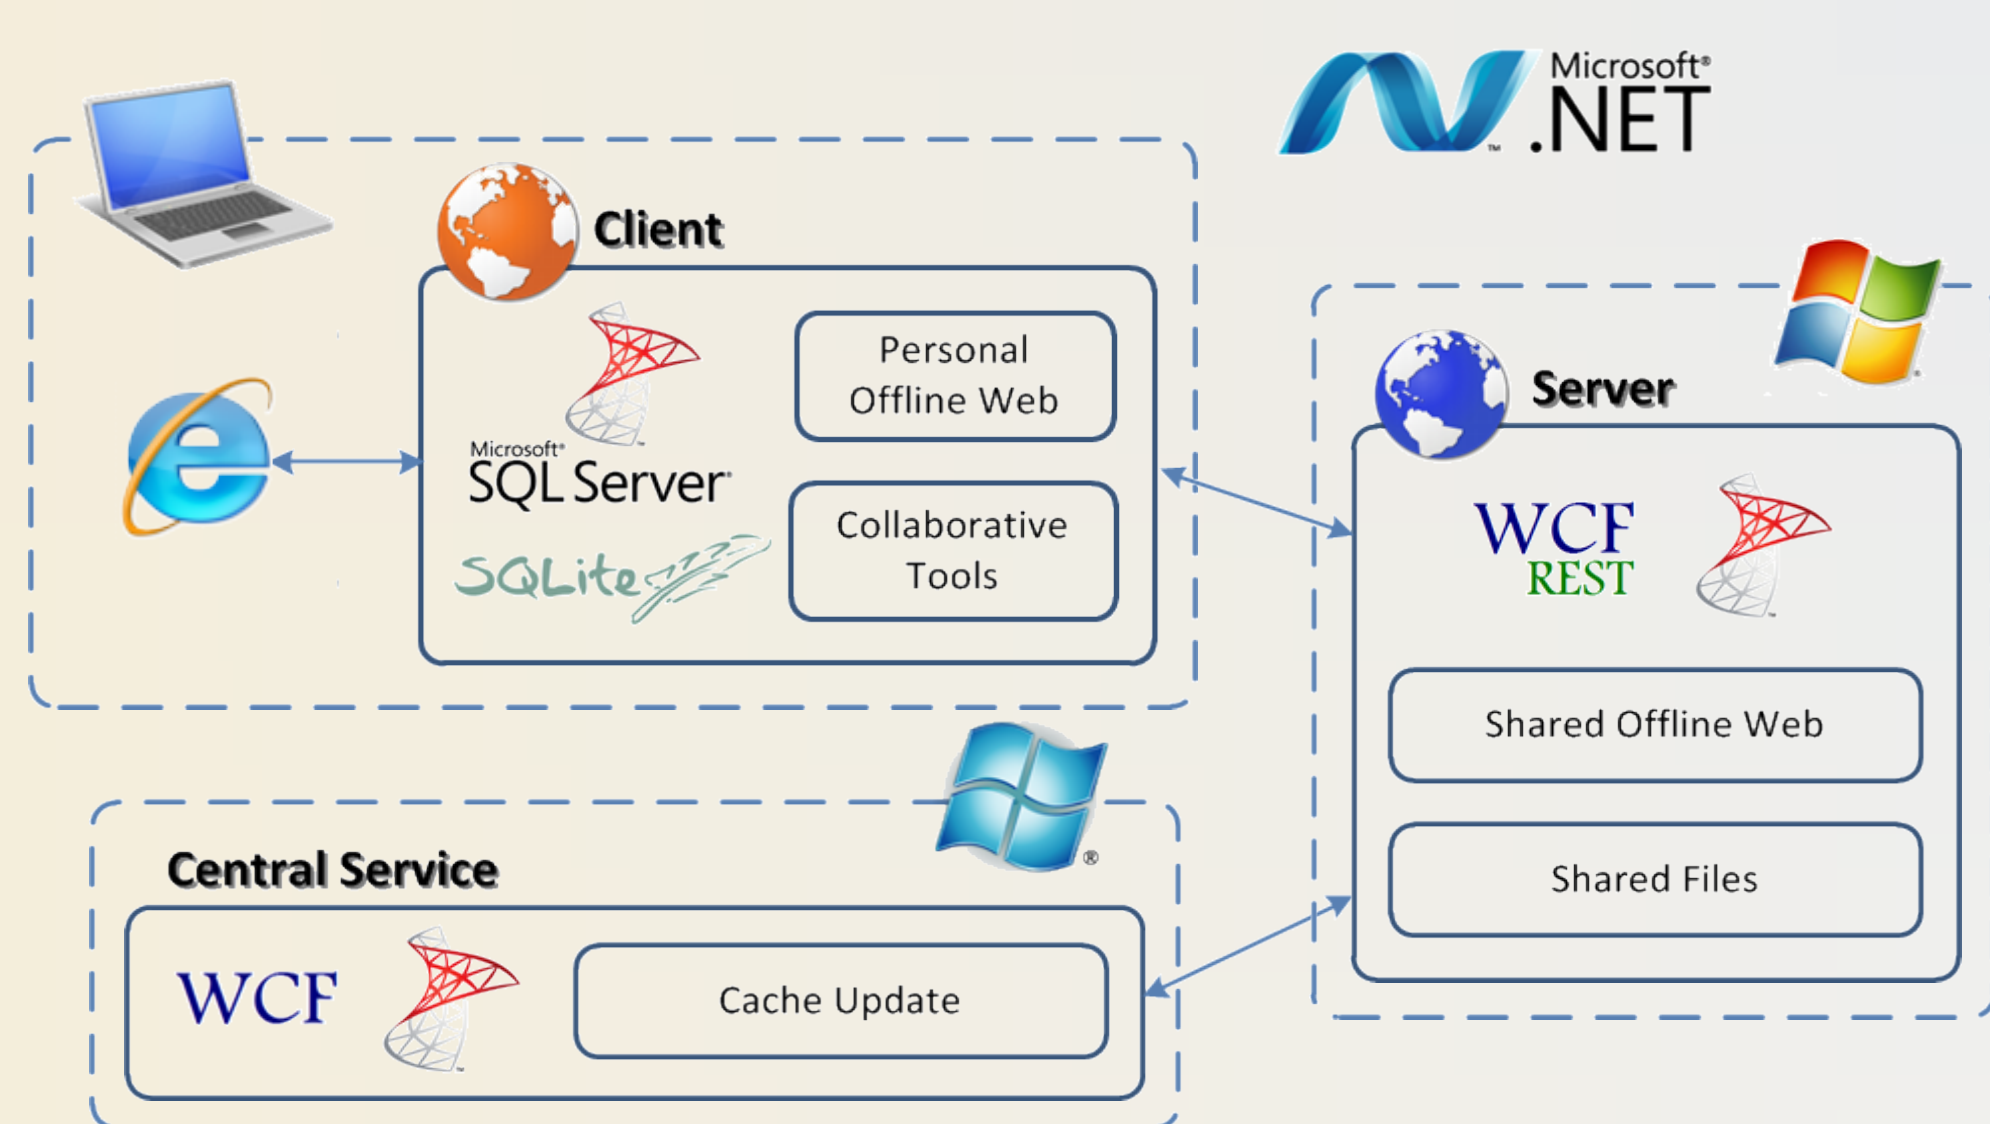 Microsoft®
.NET
™
Client
Personal
Offline Web
Microsoft®
SQL Server®
SQLite
Collaborative
Tools
Server
WCF
REST
Shared Offline Web
Shared Files
®
Central Service
WCF
Cache Update